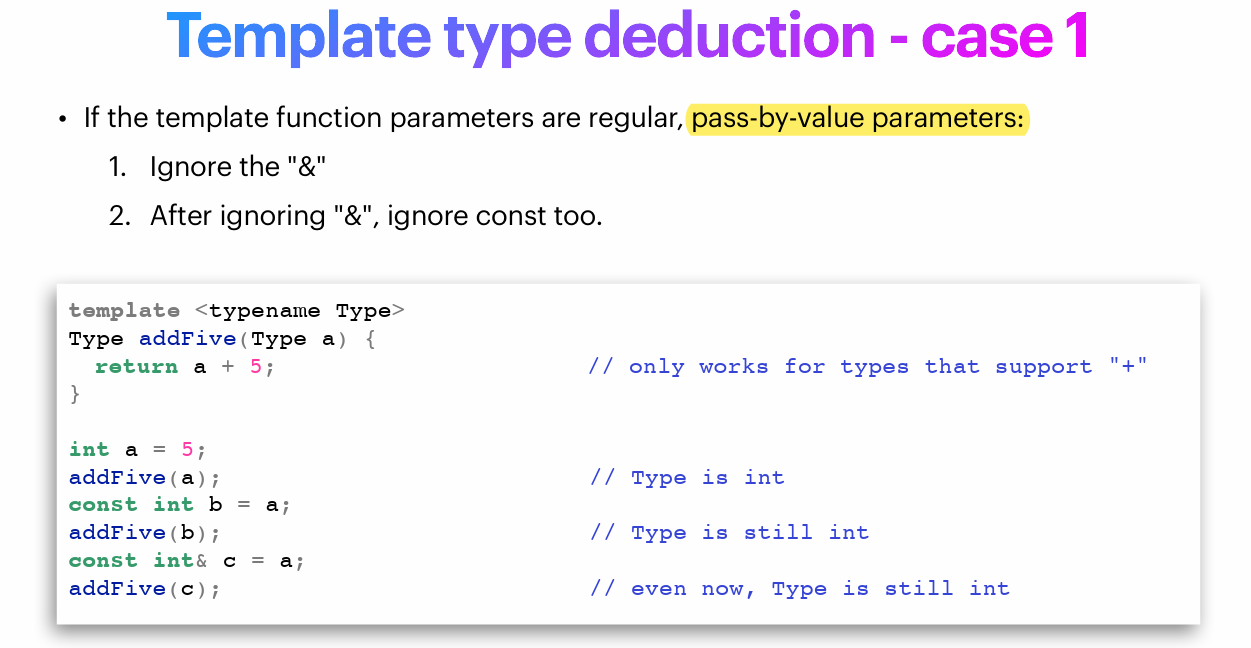 Template type deduction - case 1
• If the template function parameters are regular, pass-by-value parameters:
1. Ignore the "&"
2. After ignoring "&", ignore const too.
template <typename Type>
Type addFive(Type a) {
  return a + 5; // only works for types that support "+"
}
int a = 5;
addFive(a); // Type is int
const int b = a;
addFive(b); // Type is still int
const int& c = a;
addFive(c); // even now, Type is still int